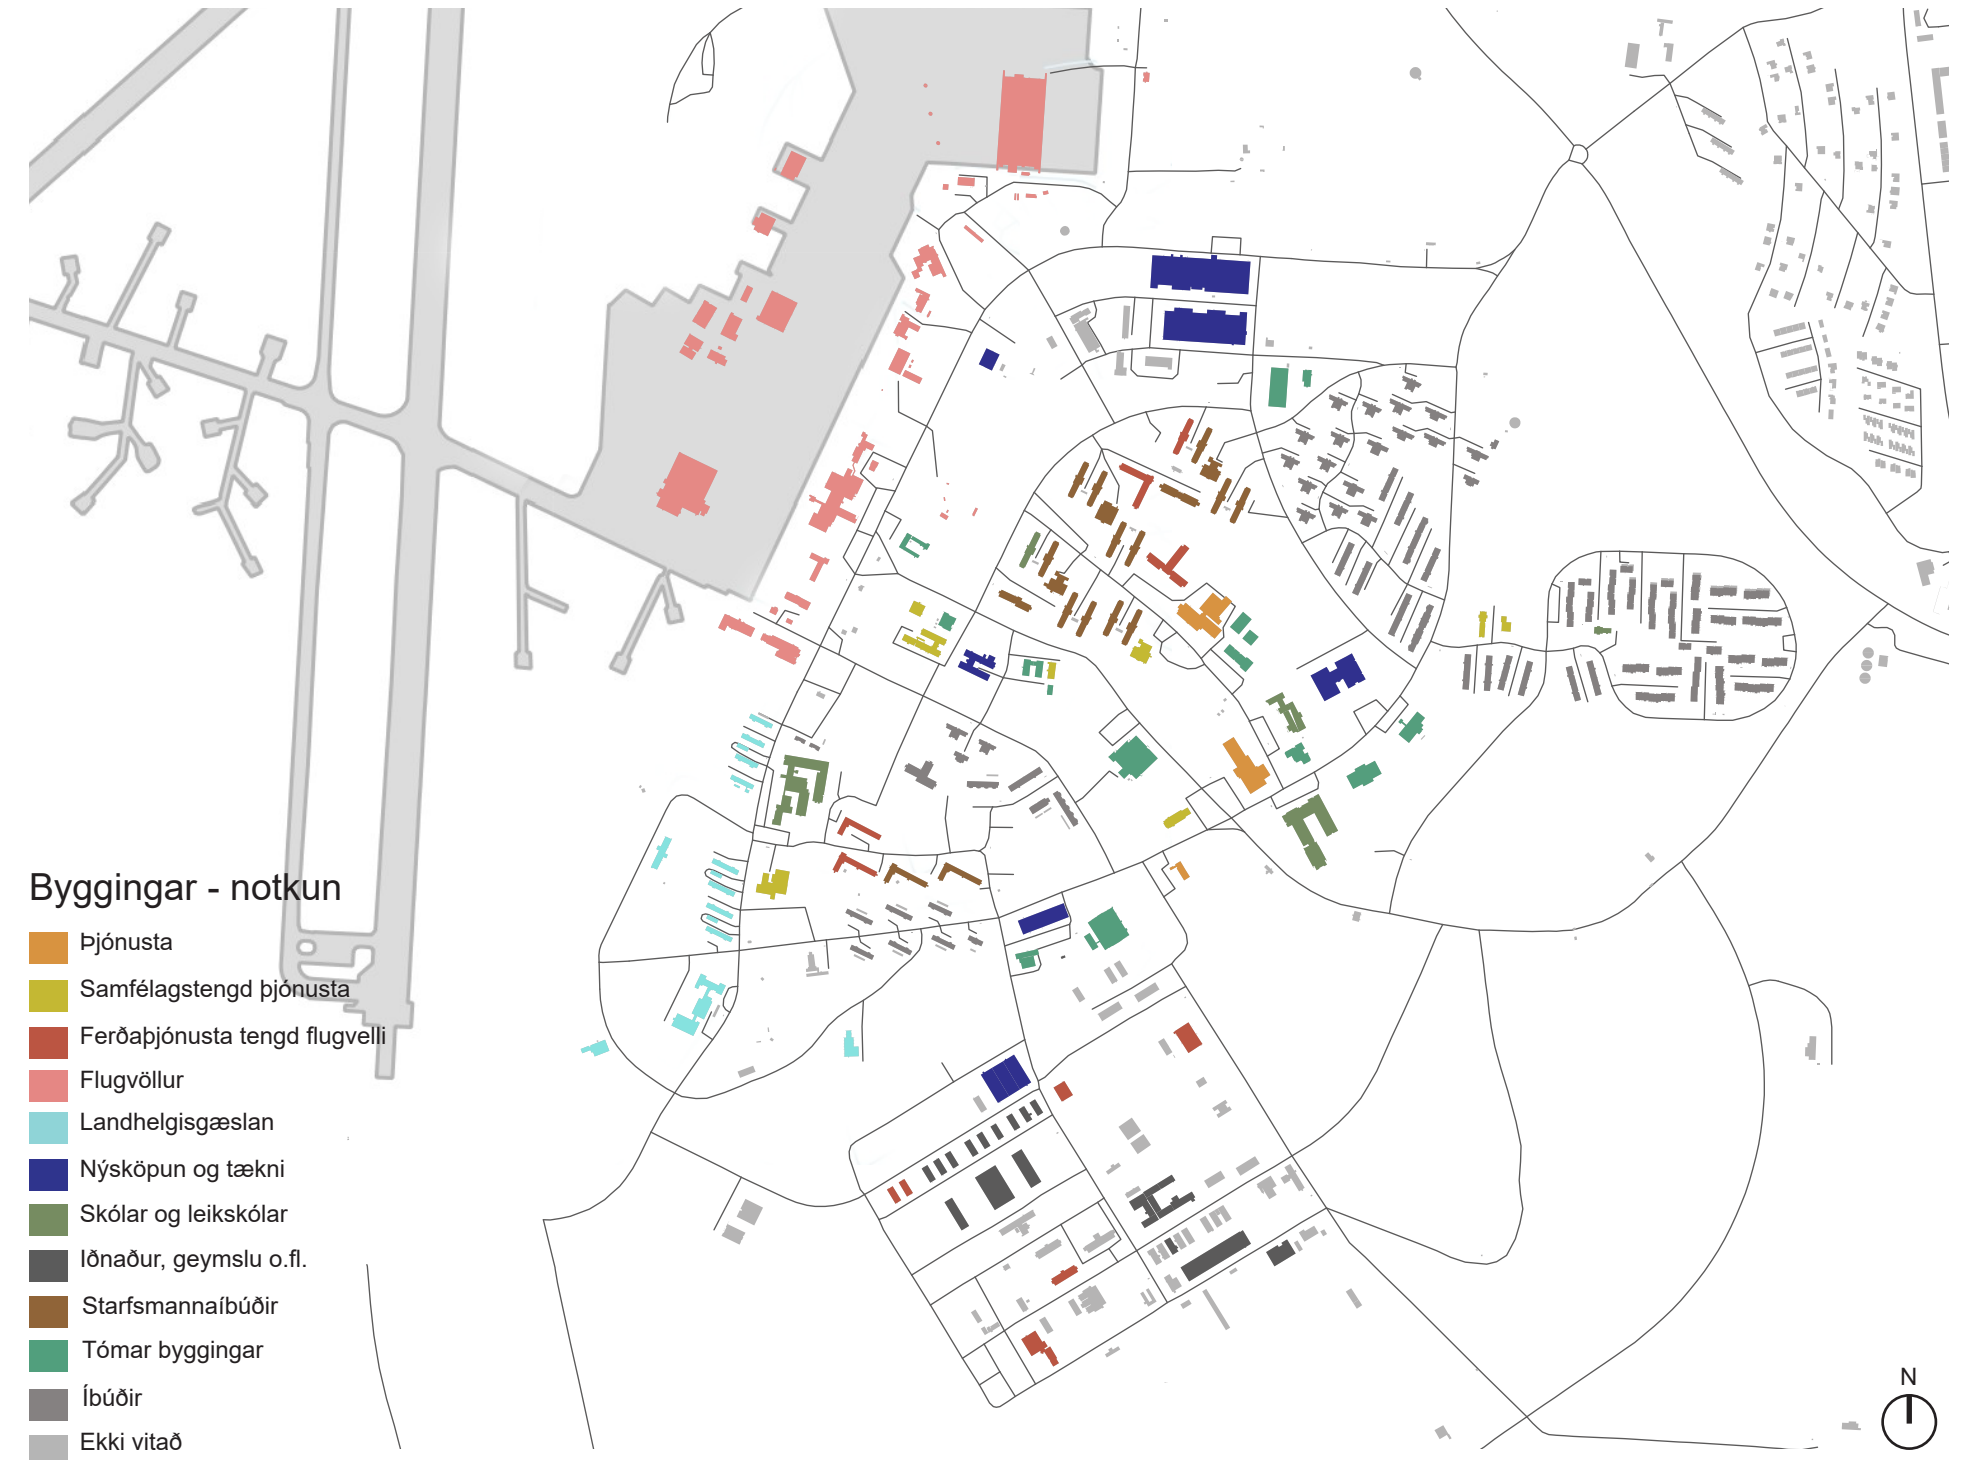 Byggingar - notkun
Þjónusta
Samfélagstengd þjónusta
Ferðaþjónusta tengd flugvelli
Flugvöllur
Landhelgisgæslan
Nýsköpun og tækni
Skólar og leikskólar
Iðnaður, geymslu o.fl.
Starfsmannaíbúðir
Tómar byggingar
Íbúðir
Ekki vitað
N